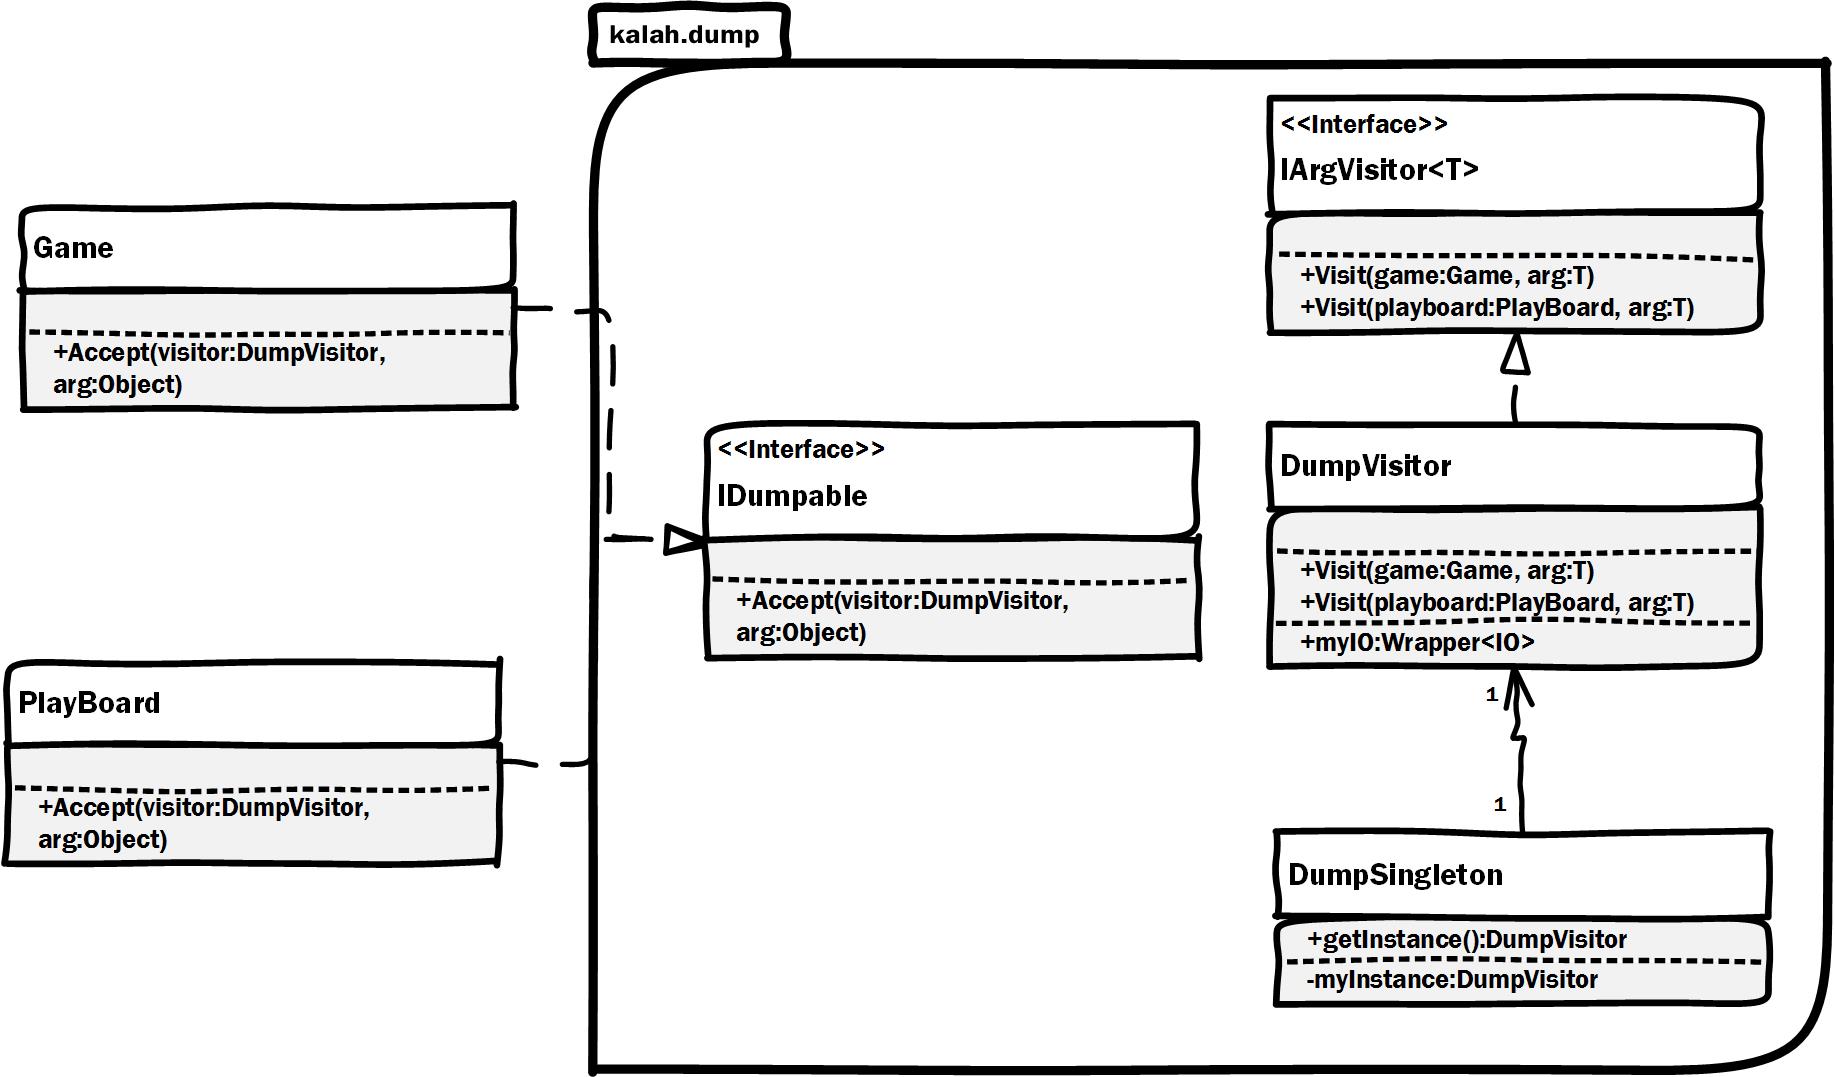 kalah.dump
<<Interface>>
IArgVisitor<T>
+Visit(game:Game, arg:T)
+Visit(playboard:PlayBoard, arg:T)
Game
+Accept(visitor:DumpVisitor,
arg:Object)
<<Interface>>
IDumpable
+Accept(visitor:DumpVisitor,
arg:Object)
DumpVisitor
+Visit(game:Game, arg:T)
+Visit(playboard:PlayBoard, arg:T)
+myIO:Wrapper<IO>
PlayBoard
+Accept(visitor:DumpVisitor,
arg:Object)
1
1
DumpSingleton
+getInstance():DumpVisitor
-myInstance:DumpVisitor